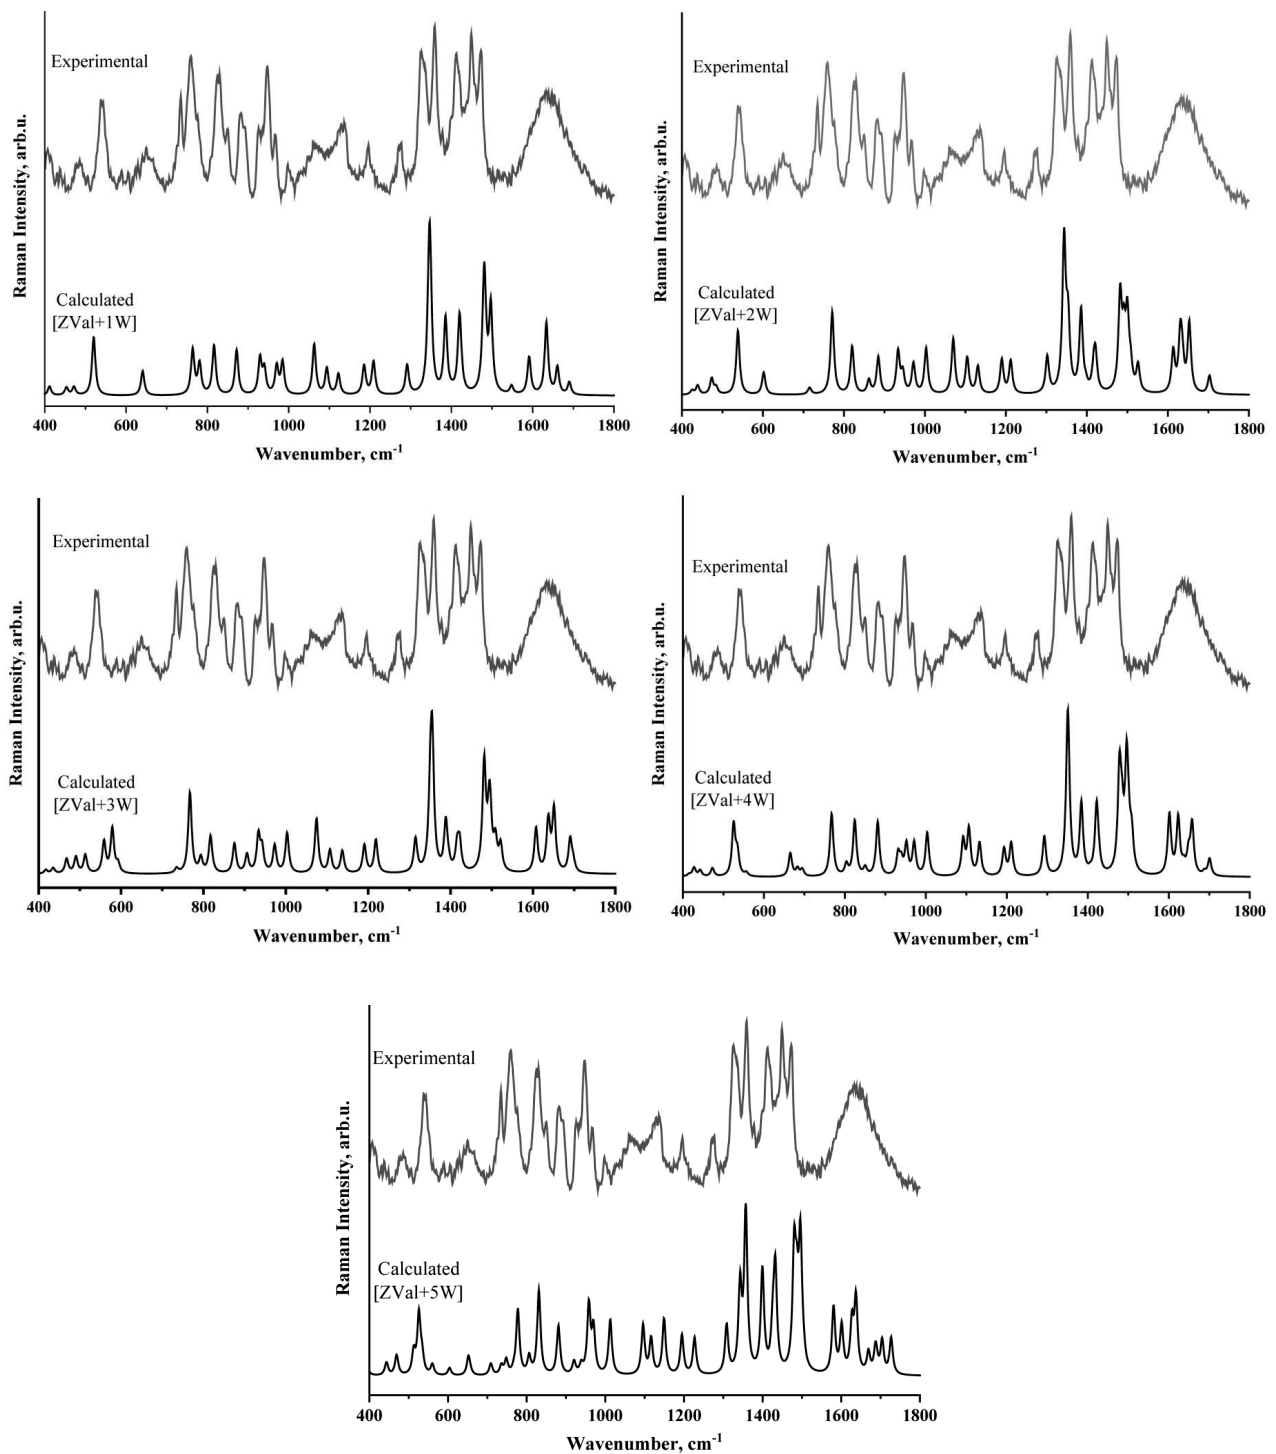 Raman Intensity, arb.u.
Experimental
Calculated
[ZVal+1W]
400 600 800 1000 1200 1400 1600 1800
Wavenumber, cm-1
Raman Intensity, arb.u.
Experimental
Calculated
[ZVal+2W]
400 600 800 1000 1200 1400 1600 1800
Wavenumber, cm-1
Raman Intensity, arb.u.
Experimental
Calculated
[ZVal+3W]
400 600 800 1000 1200 1400 1600 1800
Wavenumber, cm-1
Raman Intensity, arb.u.
Experimental
Calculated
[ZVal+4W]
400 600 800 1000 1200 1400 1600 1800
Wavenumber, cm-1
Raman Intensity, arb.u.
Experimental
Calculated
[ZVal+5W]
400 600 800 1000 1200 1400 1600 1800
Wavenumber, cm-1